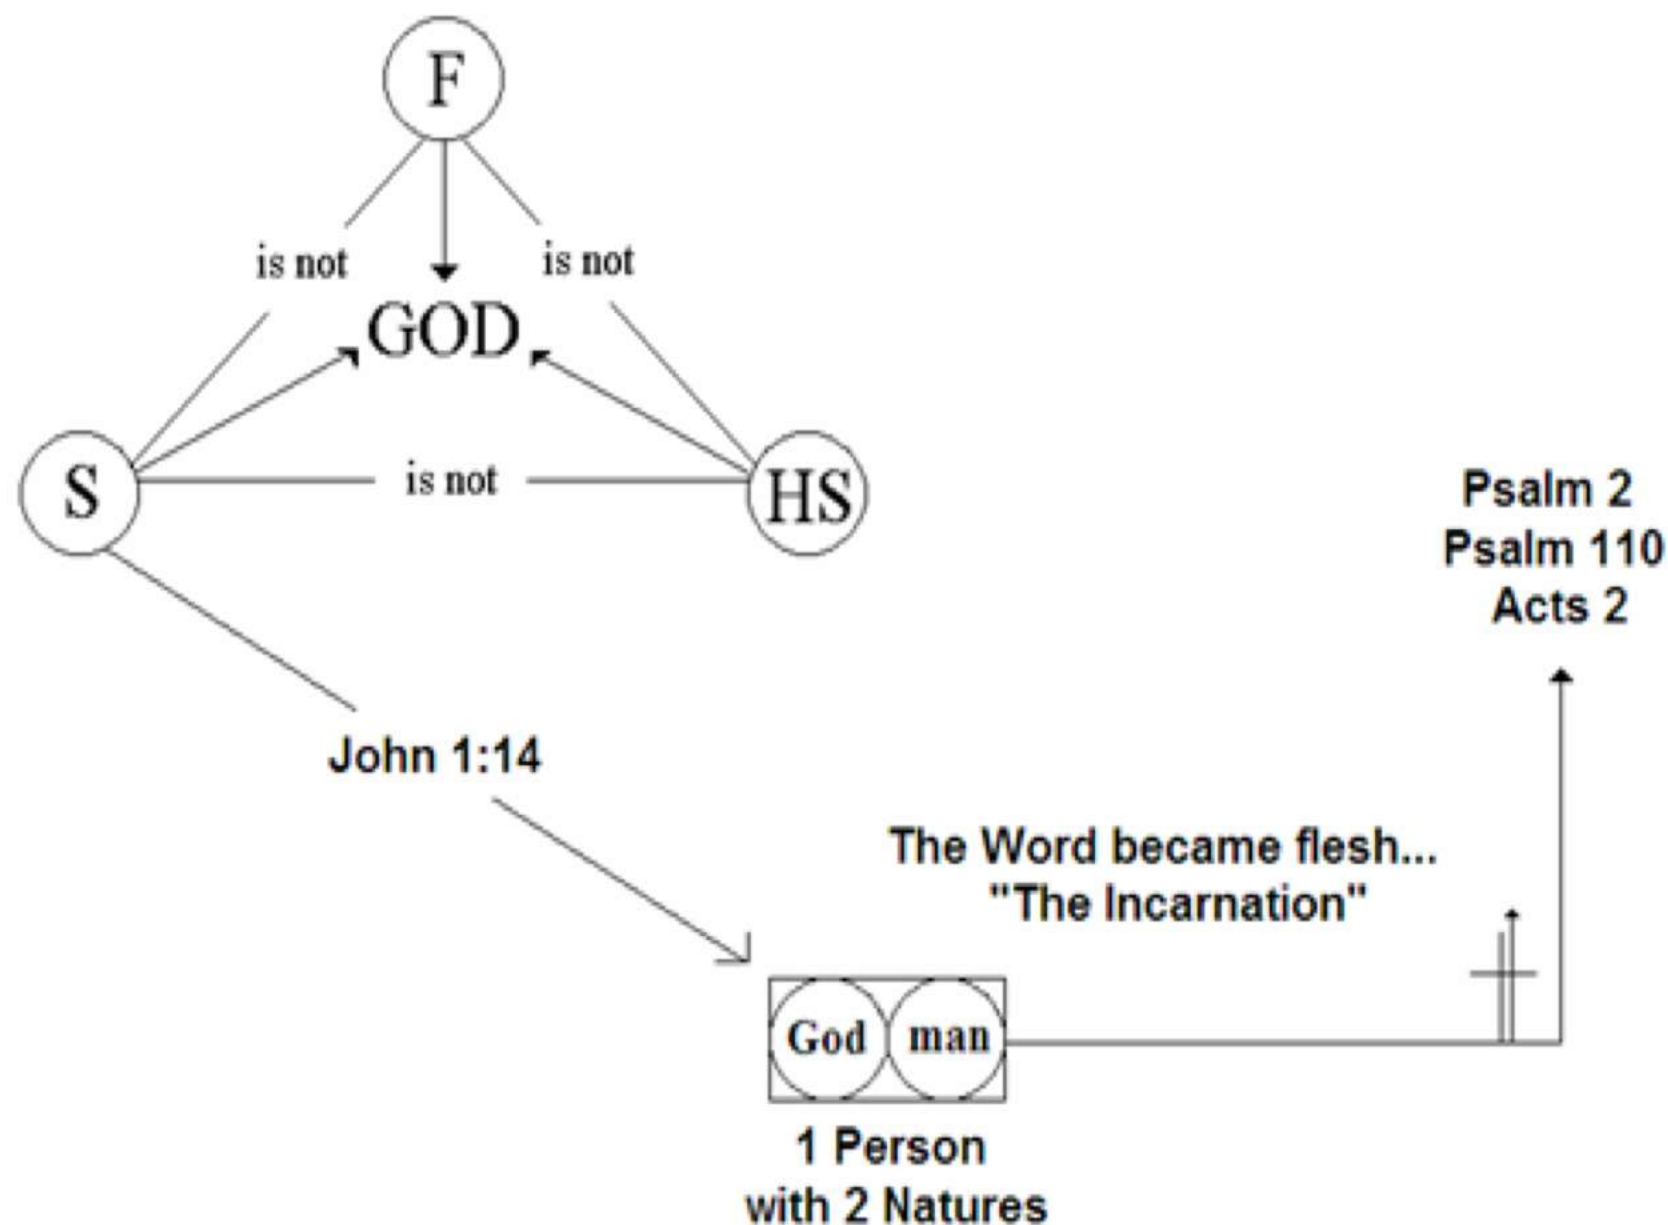 F
is not
is not
GOD
S
is not
HS
Psalm 2
Psalm 110
Acts 2
John 1:14
The Word became flesh...
"The Incarnation"
God
man
1 Person
with 2 Natures